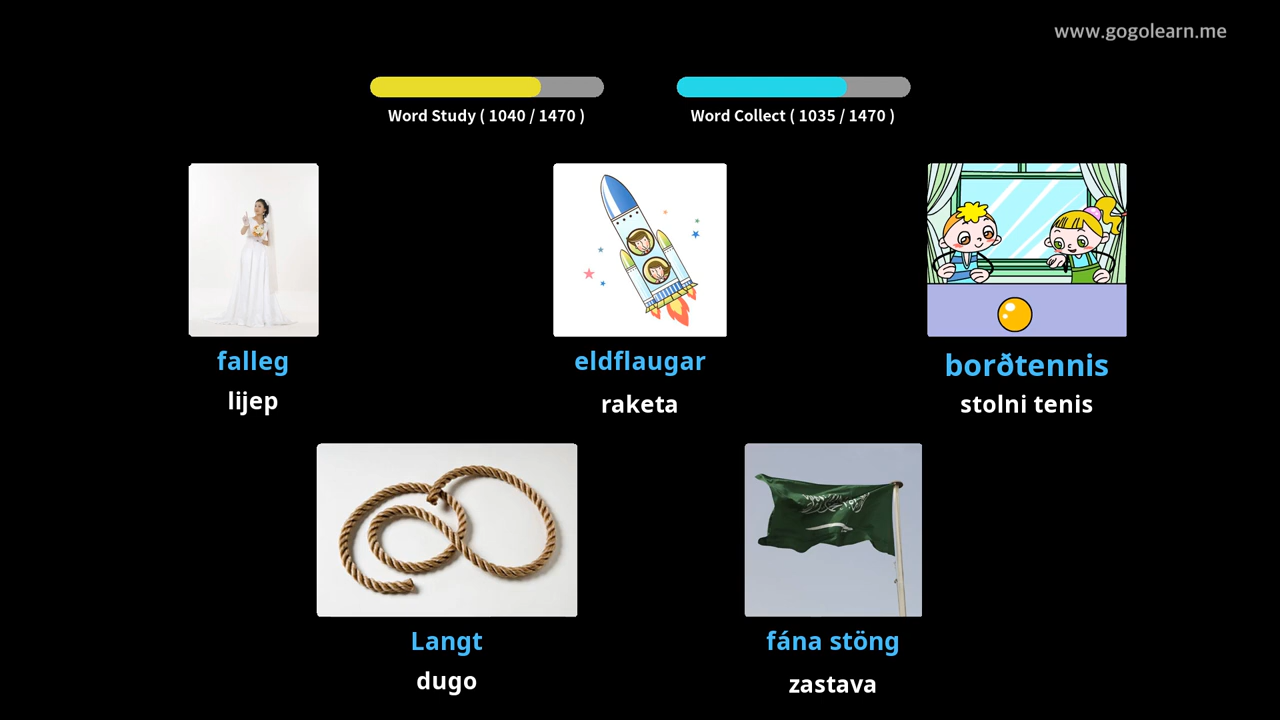 www.gogolearn.me
Word Study ( 1040 / 1470 )
Word Collect ( 1035 / 1470 )
falleg
lijep
eldflaugar
raketa
borðtennis
stolni tenis
Langt
dugo
fána stöng
zastava